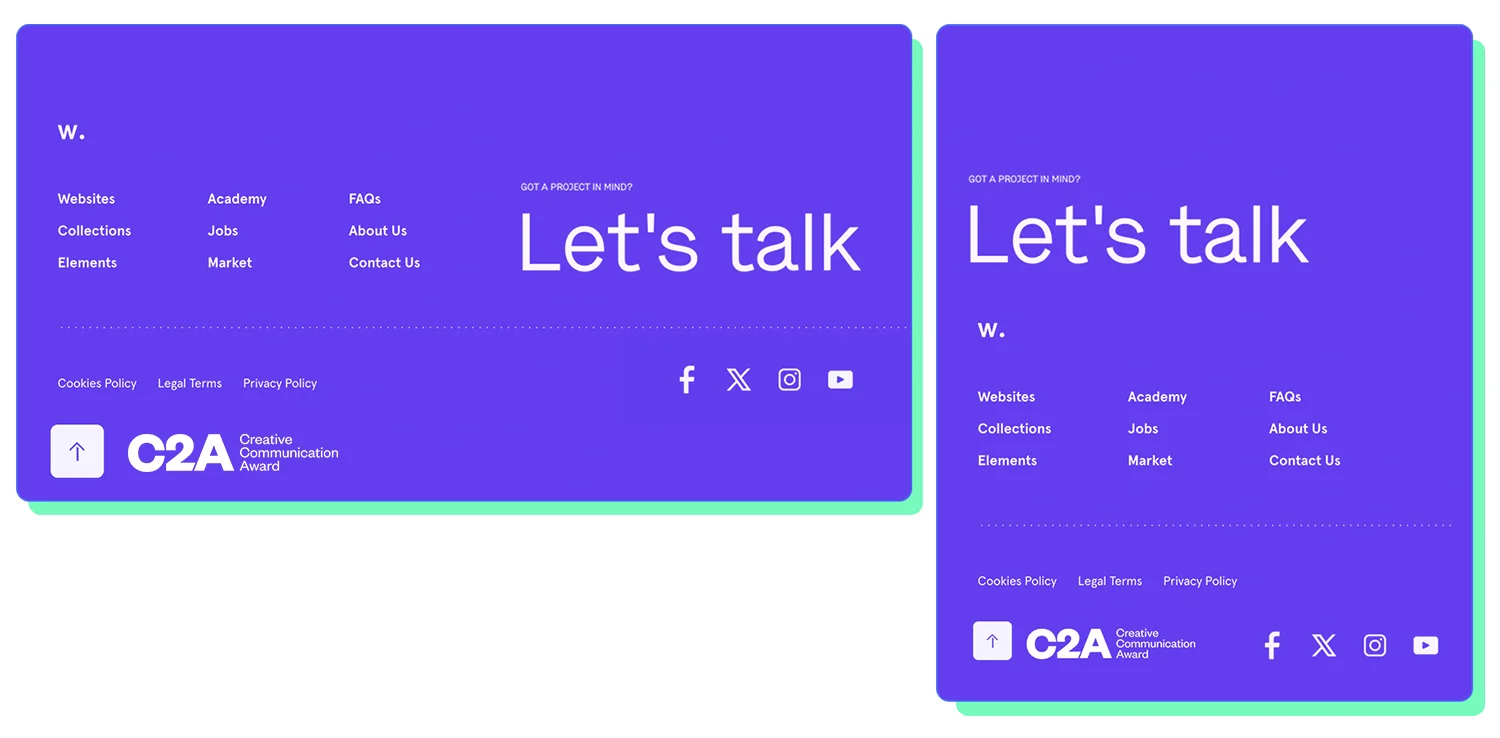 w.
Websites
Collections
Elements
Academy
Jobs
Market
FAQs
About Us
Contact Us
GOT A PROJECT IN MIND?
Let's talk
Cookies Policy
Legal Terms
Privacy Policy
C2A
Creative
Communication
Award
GOT A PROJECT IN MIND?
Let's talk
w.
Websites
Collections
Elements
Academy
Jobs
Market
FAQs
About Us
Contact Us
Cookies Policy
Legal Terms
Privacy Policy
C2A
Creative
Communication
Award